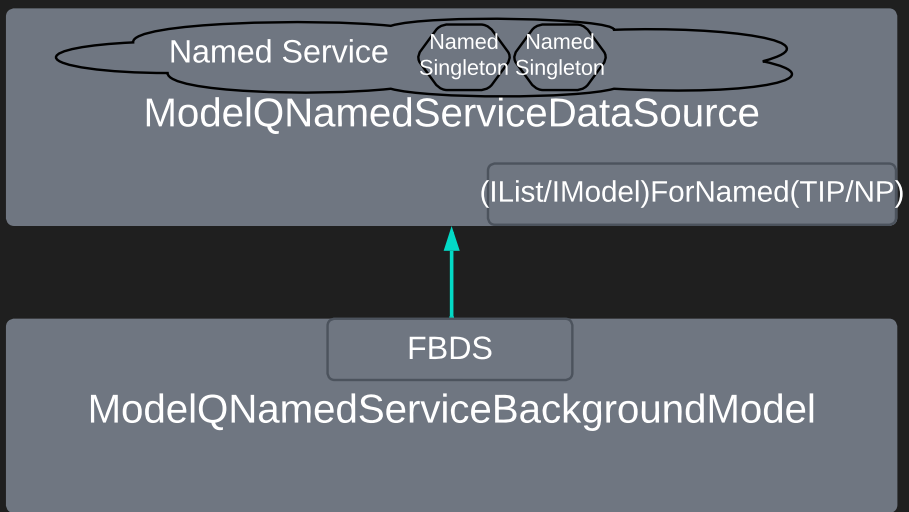 Named Service
Named
Singleton
Named
Singleton
ModelQNamedServiceDataSource
(IList/IModel)ForNamed(TIP/NP)
FBDS
ModelQNamedServiceBackgroundModel